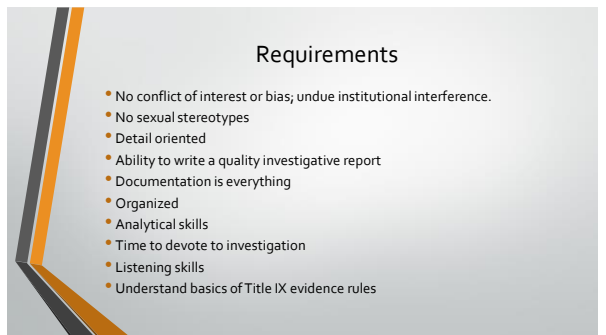 Requirements
• No conflict of interest or bias; undue institutional interference.
• No sexual stereotypes
• Detail oriented
• Ability to write a quality investigative report
• Documentation is everything
• Organized
• Analytical skills
• Time to devote to investigation
• Listening skills
• Understand basics of Title IX evidence rules